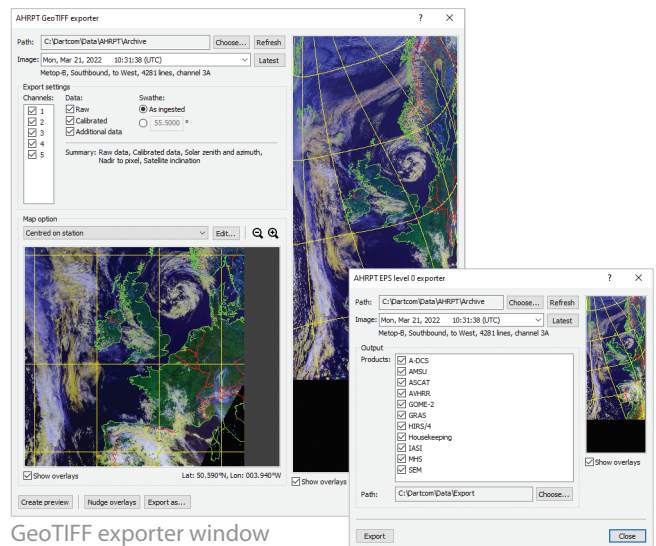 AHRPT GeoTIFF exporter ? ×
Path: C:\Dartcom\Data\AHRPT\Archive Choose... Refresh
Image: Mon, Mar 21, 2022 10:31:38 (UTC) Latest
Metop-B, Southbound, to West, 4281 lines, channel 3A
Export settings
Channels: Data: Swathe:
1 Raw As ingested
2 Calibrated 55.5000 °
3 Additional data
4 Summary: Raw data, Calibrated data, Solar zenith and azimuth,
5 Nadir to pixel, Satellite inclination
Map option
Centred on station Edit...
Show overlays Lat: 50.590°N, Lon: 003.940°W
Show overlays
Create preview Nudge overlays Export as...
GeoTIFF exporter window
AHRPT EPS level 0 exporter ? ×
Path: C:\Dartcom\Data\AHRPT\Archive Choose... Refresh
Image: Mon, Mar 21, 2022 10:31:38 (UTC) Latest
Metop-B, Southbound, to West, 4281 lines, channel 3A
Output
Products: A-DCS
AMSU
ASCAT
AVHRR
GOME-2
GRAS
HIRS/4
Housekeeping
IASI
MHS
SEM
Show overlays
Path: C:\Dartcom\Data\Export Choose...
Export Close